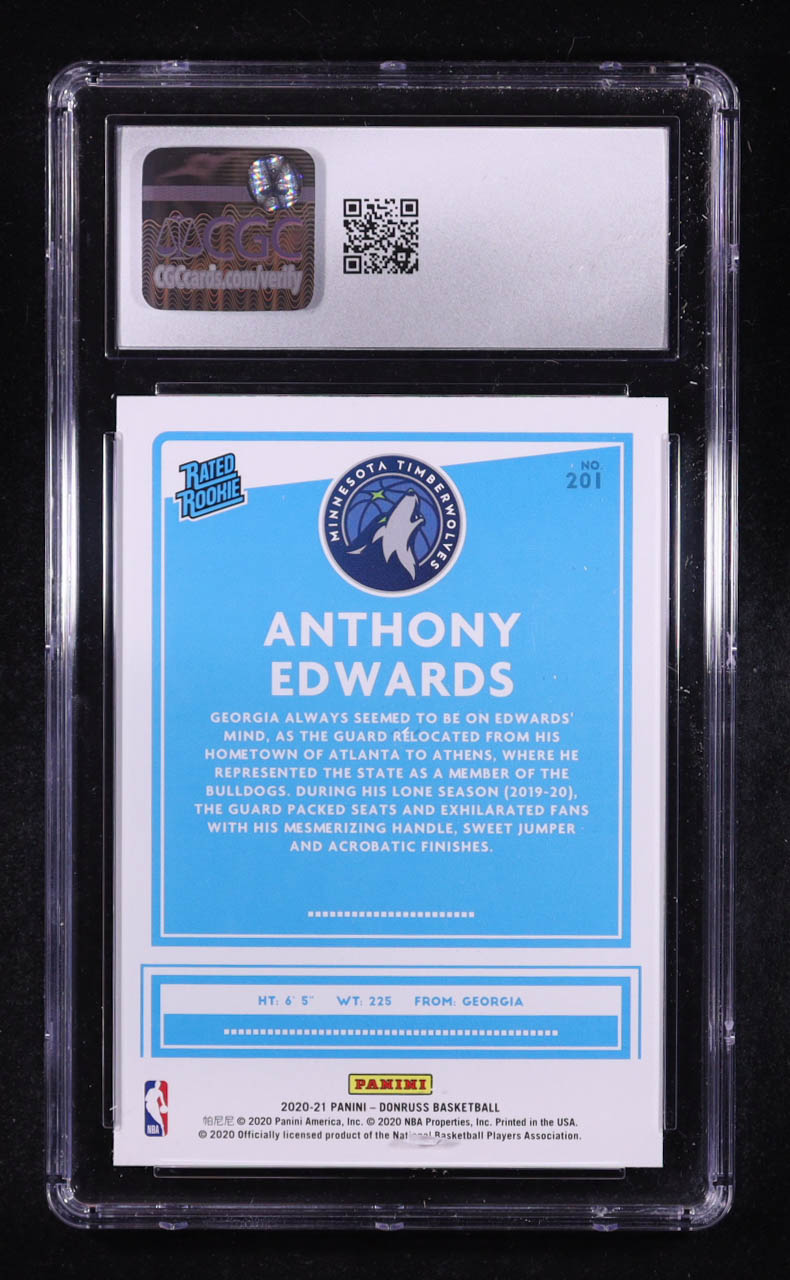 CGC
CGCcards.com/verify
RATED
ROOKIE
MINNESOTA TIMBERWOLVES
NO.
201
ANTHONY
EDWARDS
GEORGIA ALWAYS SEEMED TO BE ON EDWARDS'
MIND, AS THE GUARD RELOCATED FROM HIS
HOMETOWN OF ATLANTA TO ATHENS, WHERE HE
REPRESENTED THE STATE AS A MEMBER OF THE
BULLDOGS. DURING HIS LONE SEASON (2019-20),
THE GUARD PACKED SEATS AND EXHILARATED FANS
WITH HIS MESMERIZING HANDLE, SWEET JUMPER
AND ACROBATIC FINISHES.
HT: 6' 5" WT: 225 FROM: GEORGIA
PANINI
NBA
2020-21 PANINI – DONRUSS BASKETBALL
帕尼尼 © 2020 Panini America, Inc. © 2020 NBA Properties, Inc. Printed in the USA.
© 2020 Officially licensed product of the National Basketball Players Association.